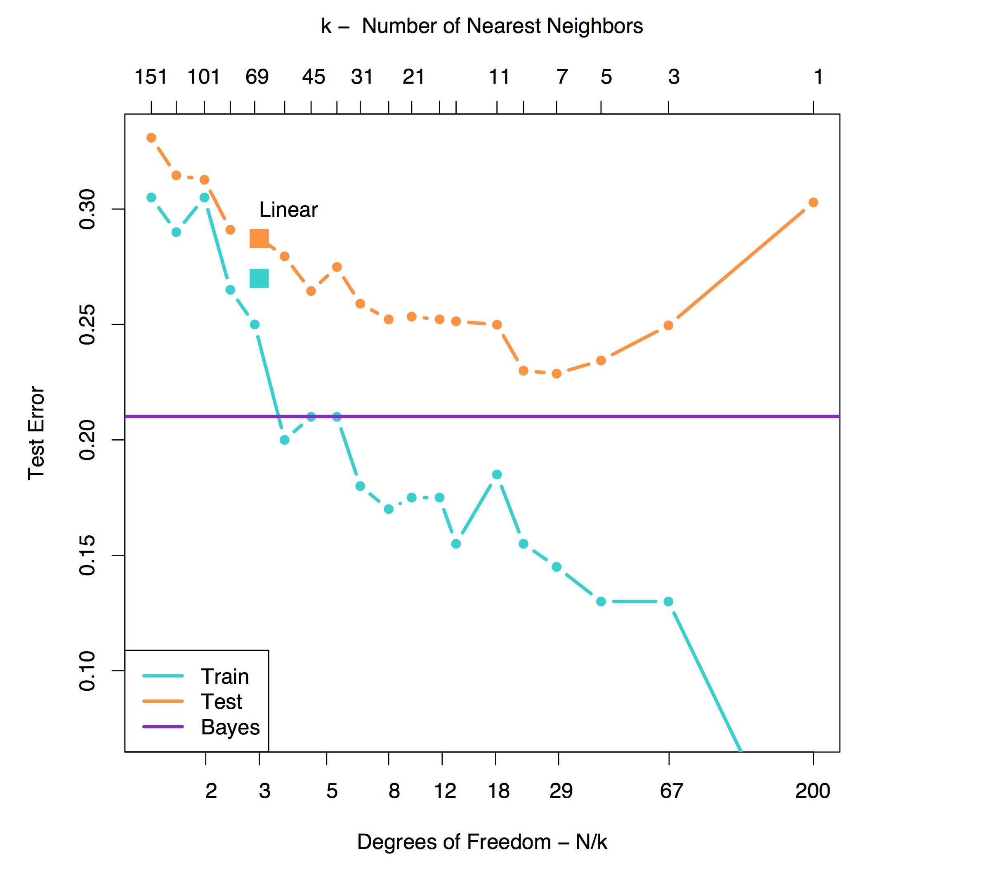 k – Number of Nearest Neighbors
151 101 69 45 31 21 11 7 5 3 1
Linear
0.30
0.25
0.20
0.15
0.10
Test Error
Train
Test
Bayes
2 3 5 8 12 18 29 67 200
Degrees of Freedom – N/k